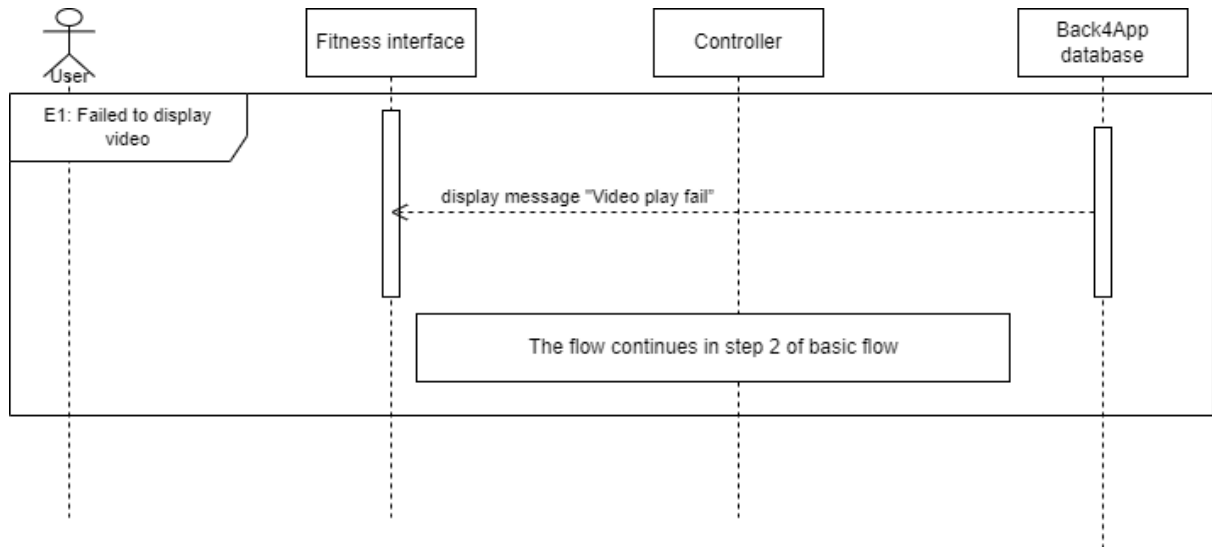 User
Fitness interface
Controller
Back4App
database
E1: Failed to display
video
display message "Video play fail"
The flow continues in step 2 of basic flow